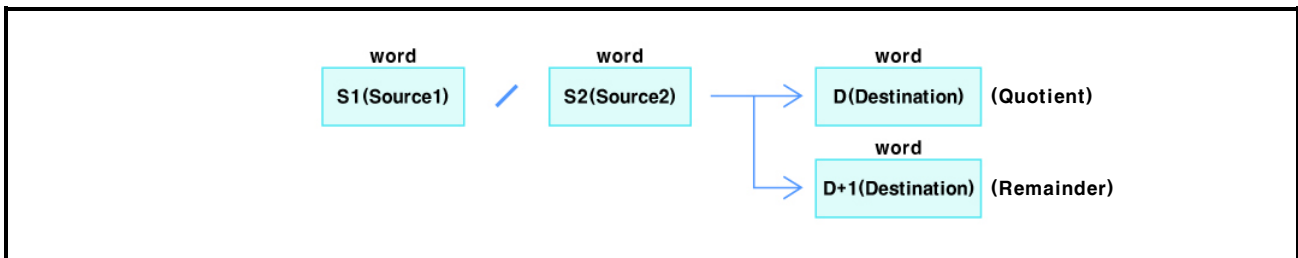 word word word
S1(Source1) / S2(Source2) D(Destination) (Quotient)
word
D+1(Destination) (Remainder)